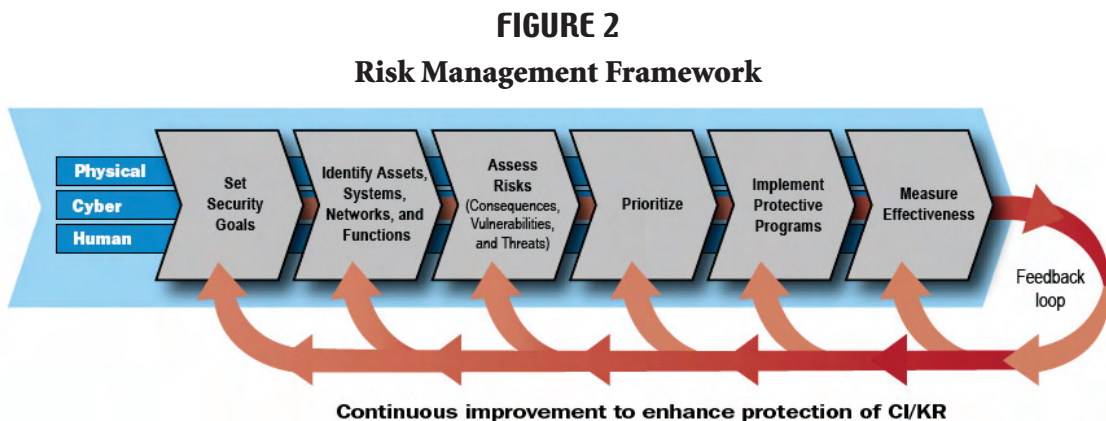 FIGURE 2
Risk Management Framework
Physical
Cyber
Human
Set
Security
Goals
Identify Assets,
Systems,
Networks, and
Functions
Assess
Risks
(Consequences,
Vulnerabilities,
and Threats)
Prioritize
Implement
Protective
Programs
Measure
Effectiveness
Feedback
loop
Continuous improvement to enhance protection of CI/KR